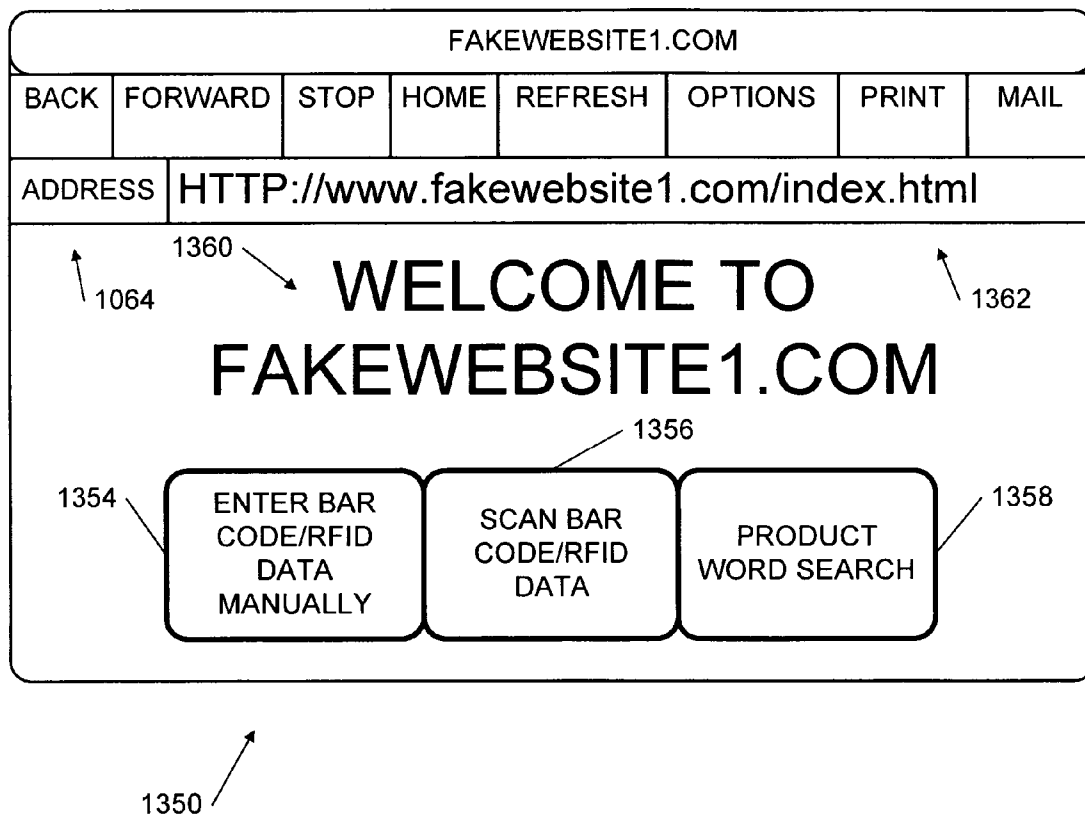 FAKEWEBSITE1.COM
BACK FORWARD STOP HOME REFRESH OPTIONS PRINT MAIL
ADDRESS HTTP://www.fakewebsite1.com/index.html
1360
1064
1362
WELCOME TO
FAKEWEBSITE1.COM
1356
1354
ENTER BAR
CODE/RFID
DATA
MANUALLY
SCAN BAR
CODE/RFID
DATA
PRODUCT
WORD SEARCH
1358
1350